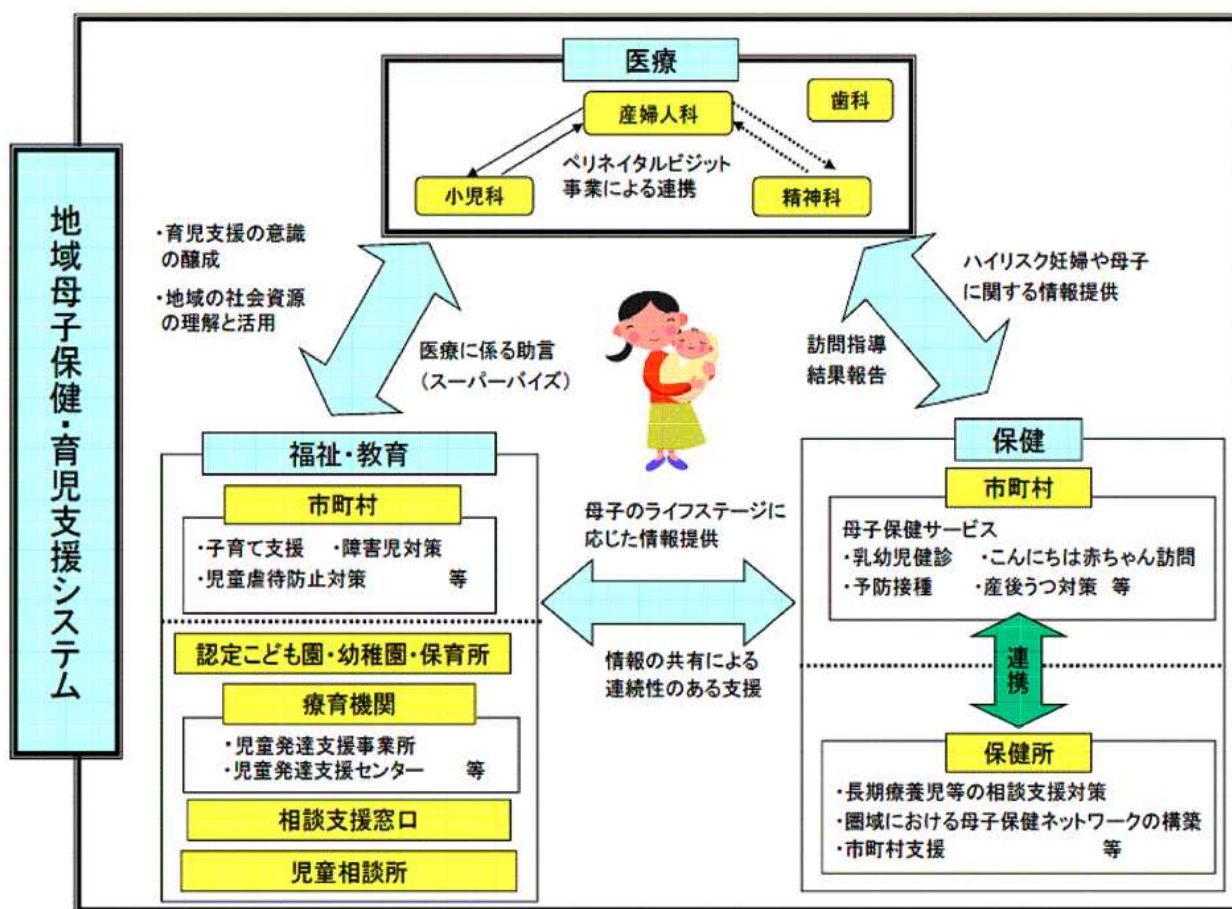 地域母子保健・育児支援システム
医療
産婦人科
歯科
小児科
ペリネイタルビジット
事業による連携
精神科
・育児支援の意識
の醸成
・地域の社会資源
の理解と活用
医療に係る助言
（スーパーバイズ）
ハイリスク妊婦や母子
に関する情報提供
訪問指導
結果報告
福祉・教育
市町村
・子育て支援　・障害児対策
・児童虐待防止対策　等
認定こども園・幼稚園・保育所
療育機関
・児童発達支援事業所
・児童発達支援センター　等
相談支援窓口
児童相談所
母子のライフステージに
応じた情報提供
情報の共有による
連続性のある支援
保健
市町村
母子保健サービス
・乳幼児健診　・こんにちは赤ちゃん訪問
・予防接種　・産後うつ対策　等
連携
保健所
・長期療養児等の相談支援対策
・圏域における母子保健ネットワークの構築
・市町村支援　等